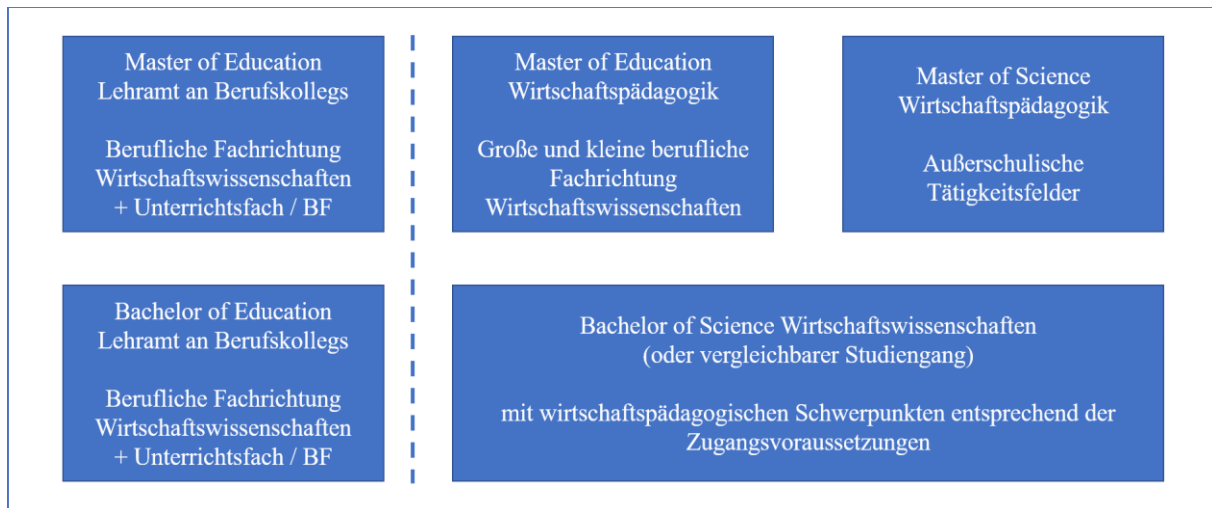 Master of Education
Lehramt an Berufskollegs
Berufliche Fachrichtung
Wirtschaftswissenschaften
+ Unterrichtsfach / BF
Master of Education
Wirtschaftspädagogik
Große und kleine berufliche
Fachrichtung
Wirtschaftswissenschaften
Master of Science
Wirtschaftspädagogik
Außerschulische
Tätigkeitsfelder
Bachelor of Education
Lehramt an Berufskollegs
Berufliche Fachrichtung
Wirtschaftswissenschaften
+ Unterrichtsfach / BF
Bachelor of Science Wirtschaftswissenschaften
(oder vergleichbarer Studiengang)
mit wirtschaftspädagogischen Schwerpunkten entsprechend der
Zugangsvoraussetzungen